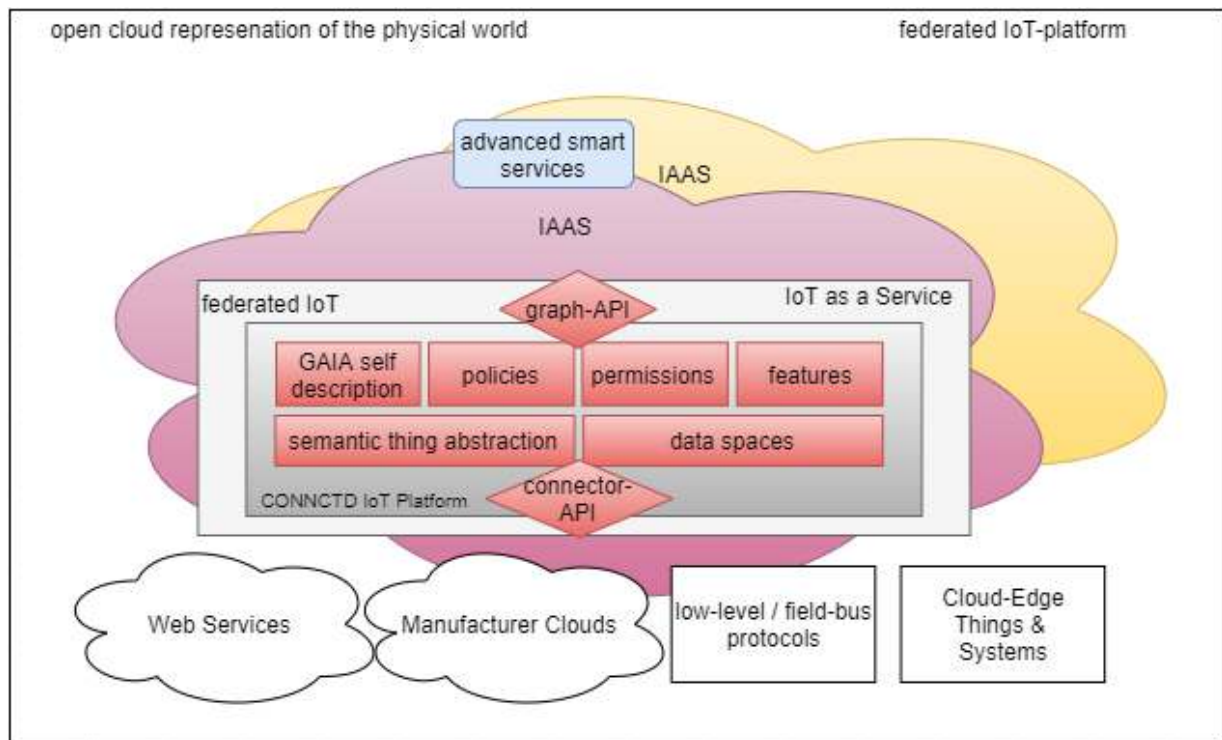 open cloud represenation of the physical world
federated IoT-platform
advanced smart
services
IAAS
IAAS
federated IoT
IoT as a Service
graph-API
GAIA self
description
policies
permissions
features
semantic thing abstraction
data spaces
CONNCTD IoT Platform
connector-
API
Web Services
Manufacturer Clouds
low-level / field-bus
protocols
Cloud-Edge
Things &
Systems